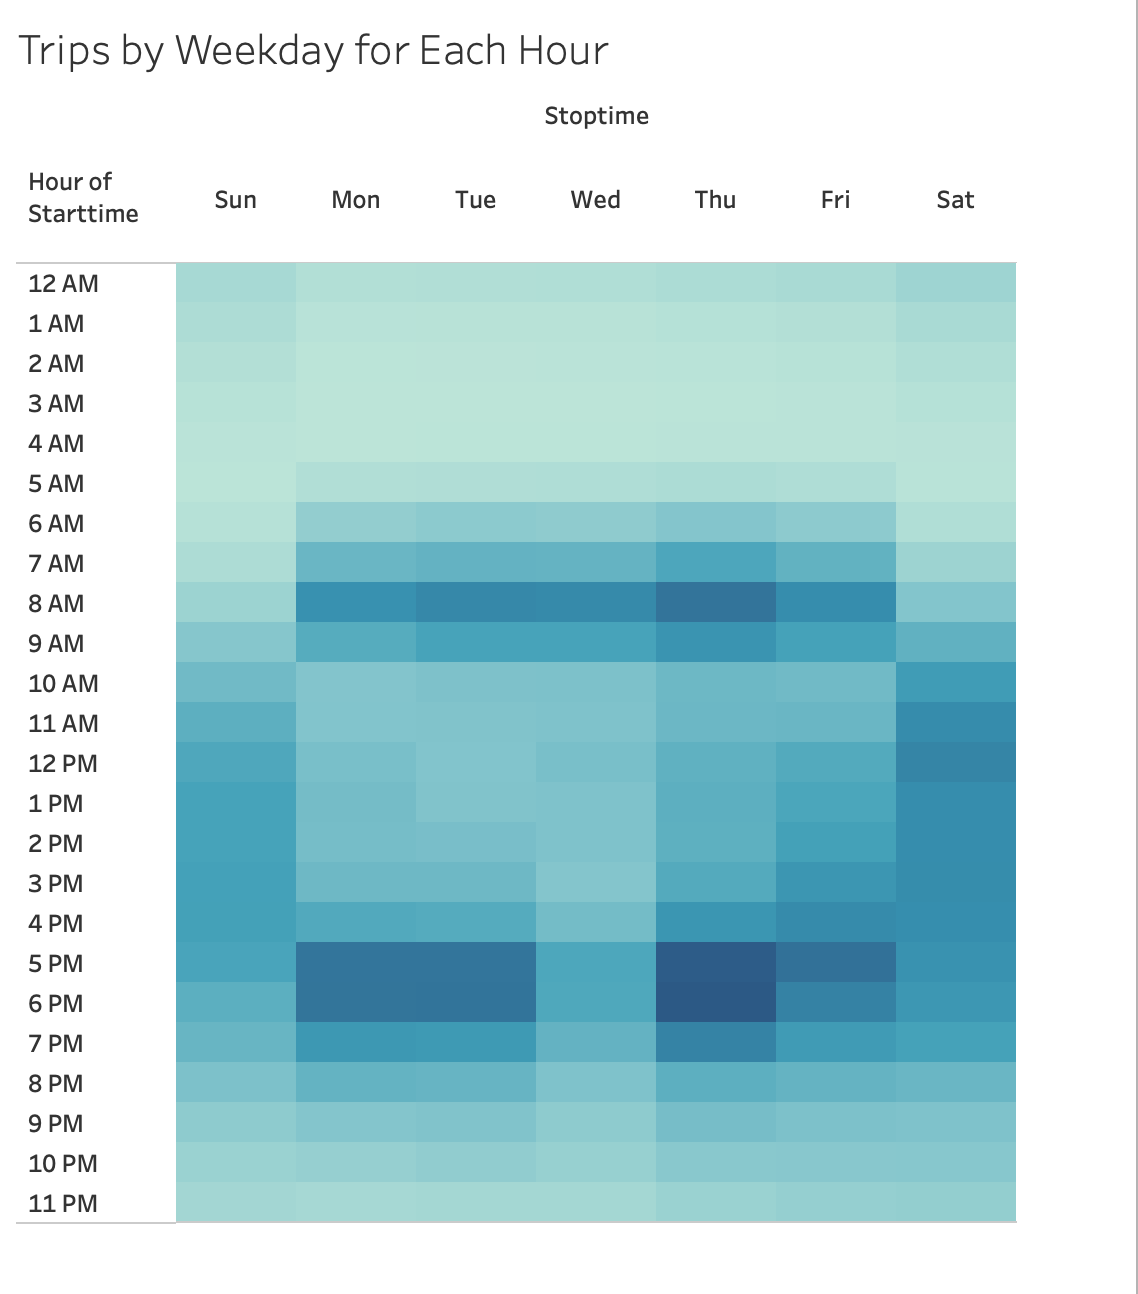 Trips by Weekday for Each Hour
Stoptime
Hour of
Starttime
Sun Mon Tue Wed Thu Fri Sat
12 AM
1 AM
2 AM
3 AM
4 AM
5 AM
6 AM
7 AM
8 AM
9 AM
10 AM
11 AM
12 PM
1 PM
2 PM
3 PM
4 PM
5 PM
6 PM
7 PM
8 PM
9 PM
10 PM
11 PM